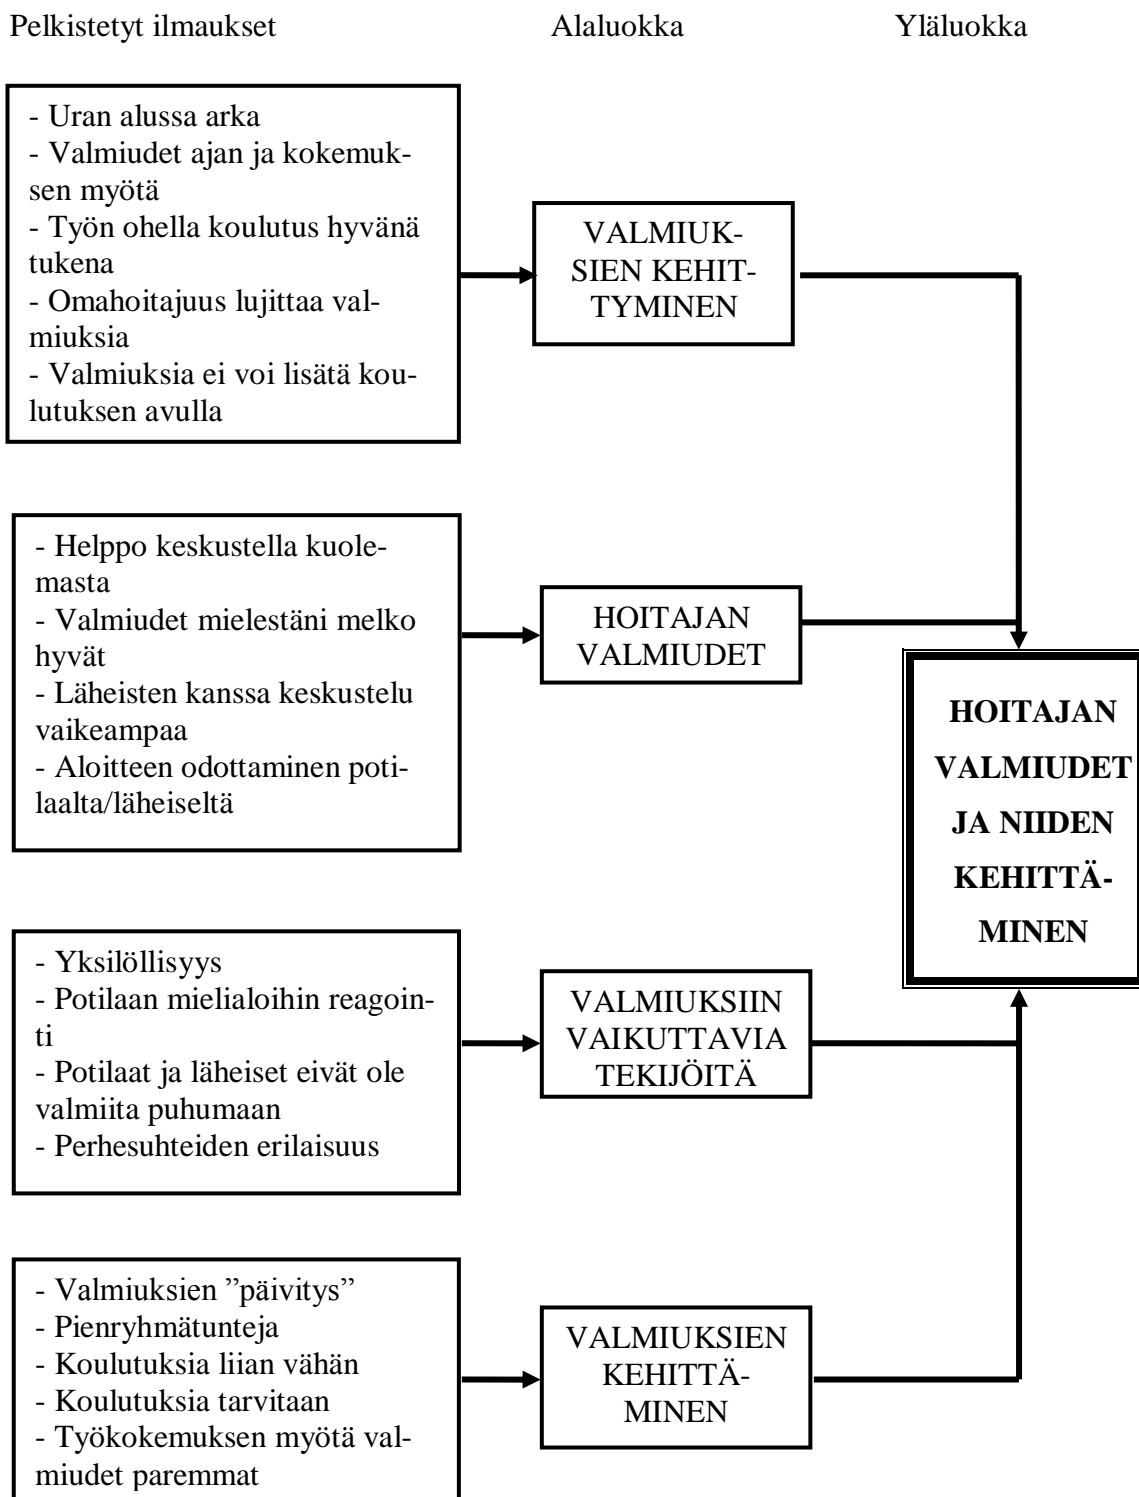 Pelkistetyt ilmaukset Alaluokka Yläluokka
- Uran alussa arka
- Valmiudet ajan ja kokemuk-
sen myötä
- Työn ohella koulutus hyvänä
tukena
- Omahoitajuus lujittaa val-
miuksia
- Valmiuksia ei voi lisätä kou-
lutuksen avulla
VALMIUK-
SIEN KEHIT-
TYMINEN
- Helppo keskustella kuole-
masta
- Valmiudet mielestäni melko
hyvät
- Läheisten kanssa keskustelu
vaikeampaa
- Aloitteen odottaminen poti-
laalta/läheiseltä
HOITAJAN
VALMIUDET
HOITAJAN
VALMIUDET
JA NIIDEN
KEHITTÄ-
MINEN
- Yksilöllisyys
- Potilaan mielialoihin reagoin-
ti
- Potilaat ja läheiset eivät ole
valmiita puhumaan
- Perhesuhteiden erilaisuus
VALMIUKSIIN
VAIKUTTAVIA
TEKIJÖITÄ
- Valmiuksien ”päivitys”
- Pienryhmätunteja
- Koulutuksia liian vähän
- Koulutuksia tarvitaan
- Työkokemuksen myötä val-
miudet paremmat
VALMIUKSIEN
KEHITTÄ-
MINEN